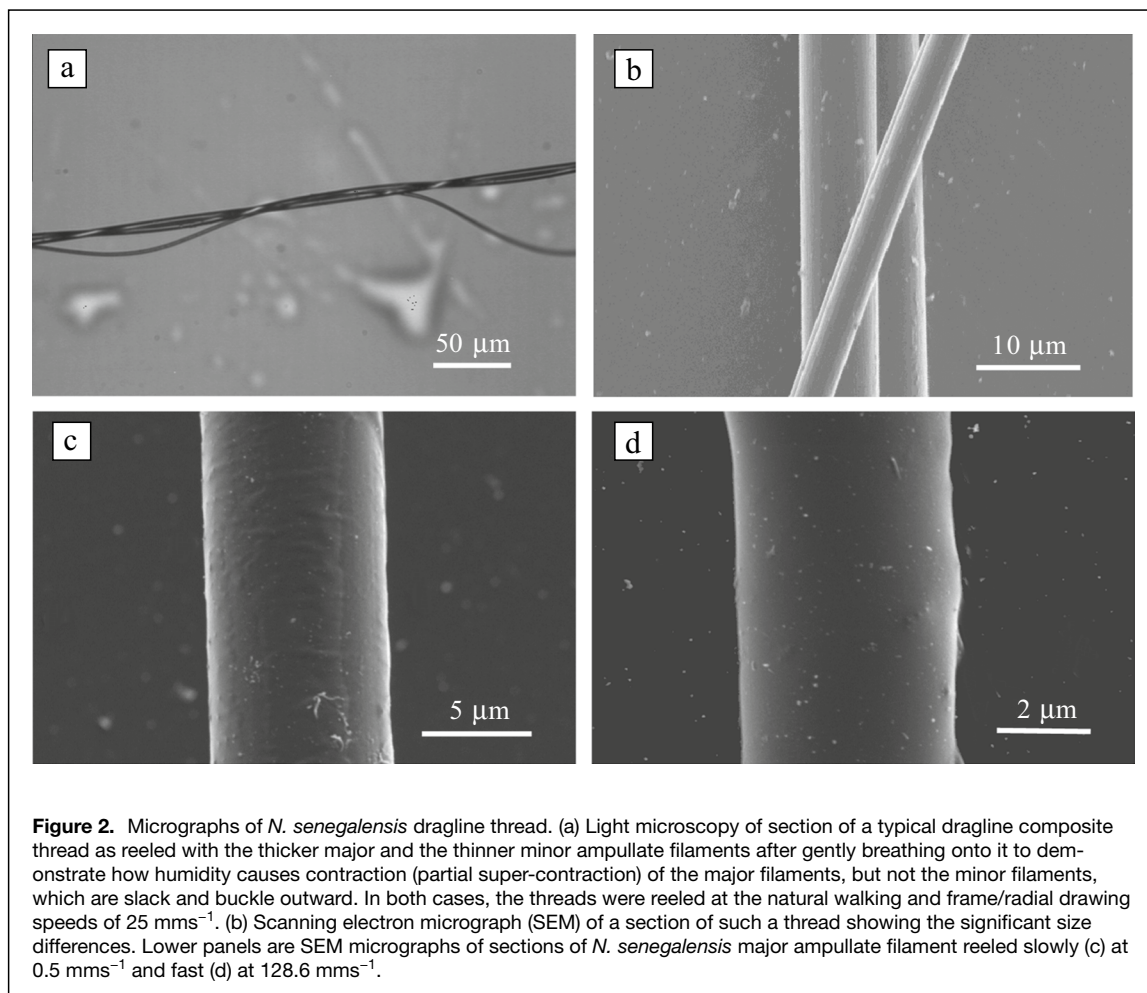 a
b
50 μm
10 μm
c
d
5 μm
2 μm
Figure 2. Micrographs of N. senegalensis dragline thread. (a) Light microscopy of section of a typical dragline composite
thread as reeled with the thicker major and the thinner minor ampullate filaments after gently breathing onto it to dem-
onstrate how humidity causes contraction (partial super-contraction) of the major filaments, but not the minor filaments,
which are slack and buckle outward. In both cases, the threads were reeled at the natural walking and frame/radial drawing
speeds of 25 mms⁻¹. (b) Scanning electron micrograph (SEM) of a section of such a thread showing the significant size
differences. Lower panels are SEM micrographs of sections of N. senegalensis major ampullate filament reeled slowly (c) at
0.5 mms⁻¹ and fast (d) at 128.6 mms⁻¹.